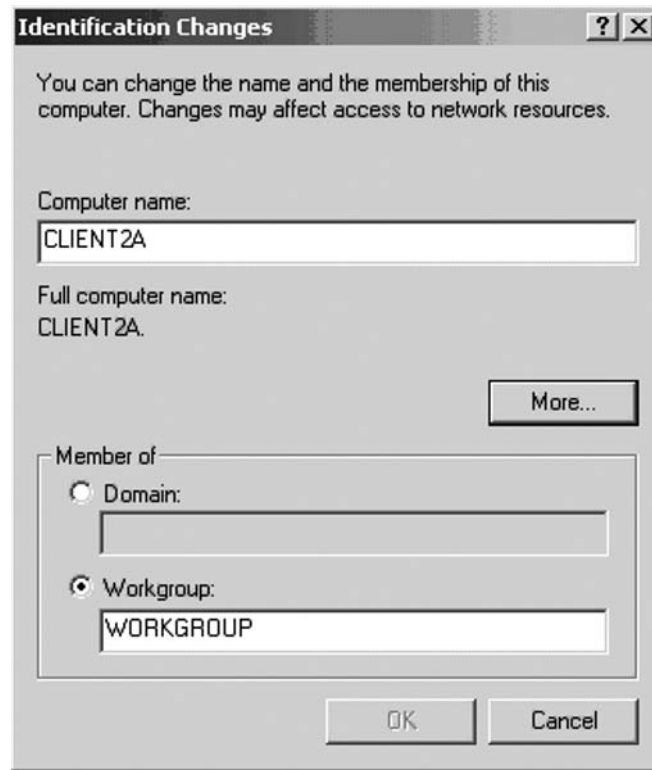 Identification Changes
You can change the name and the membership of this
computer. Changes may affect access to network resources.
Computer name:
CLIENT2A
Full computer name:
CLIENT2A.
More...
Member of
Domain:
Workgroup:
WORKGROUP
OK
Cancel